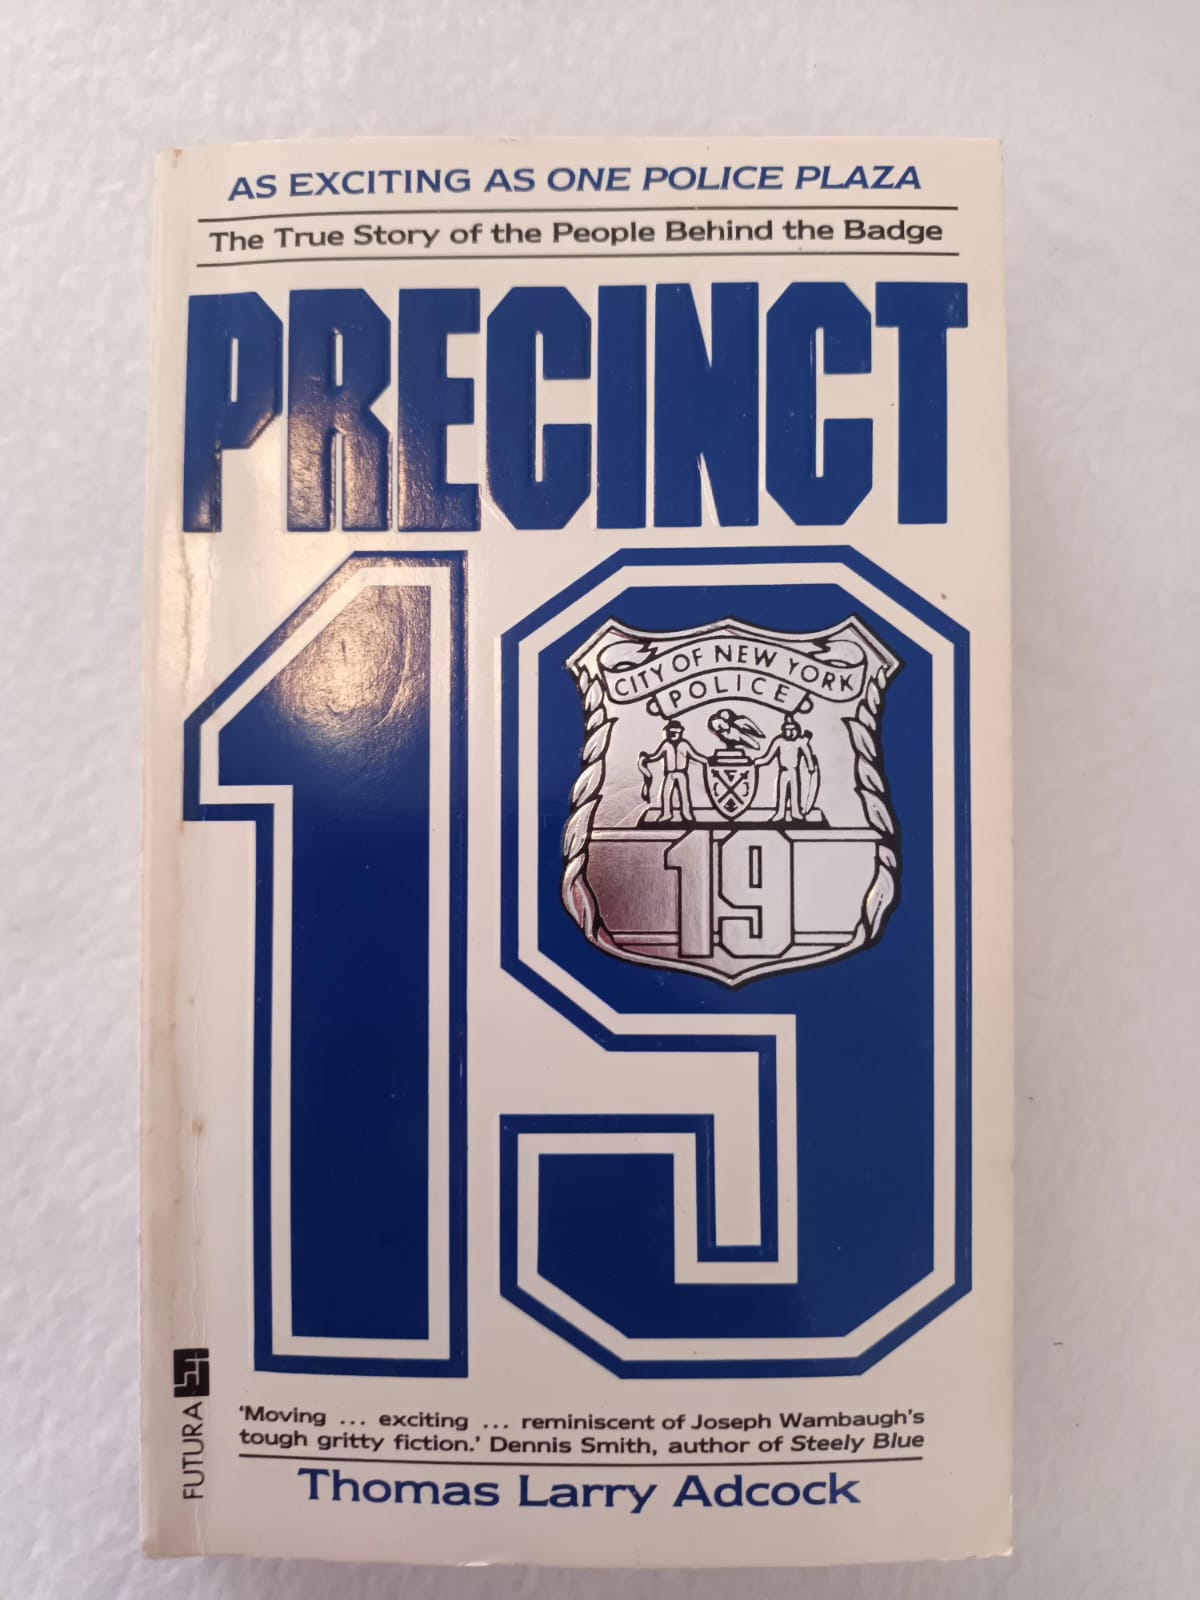 AS EXCITING AS ONE POLICE PLAZA
The True Story of the People Behind the Badge
PRECINCT
19
CITY OF NEW YORK
POLICE
19
FUTURA
'Moving ... exciting ... reminiscent of Joseph Wambaugh's
tough gritty fiction.' Dennis Smith, author of Steely Blue
Thomas Larry Adcock